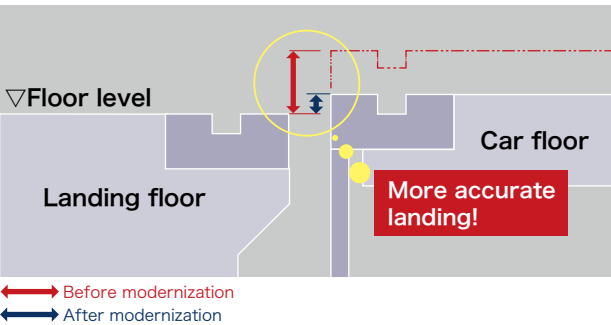 ▽Floor level
Car floor
Landing floor
More accurate
landing!
Before modernization
After modernization